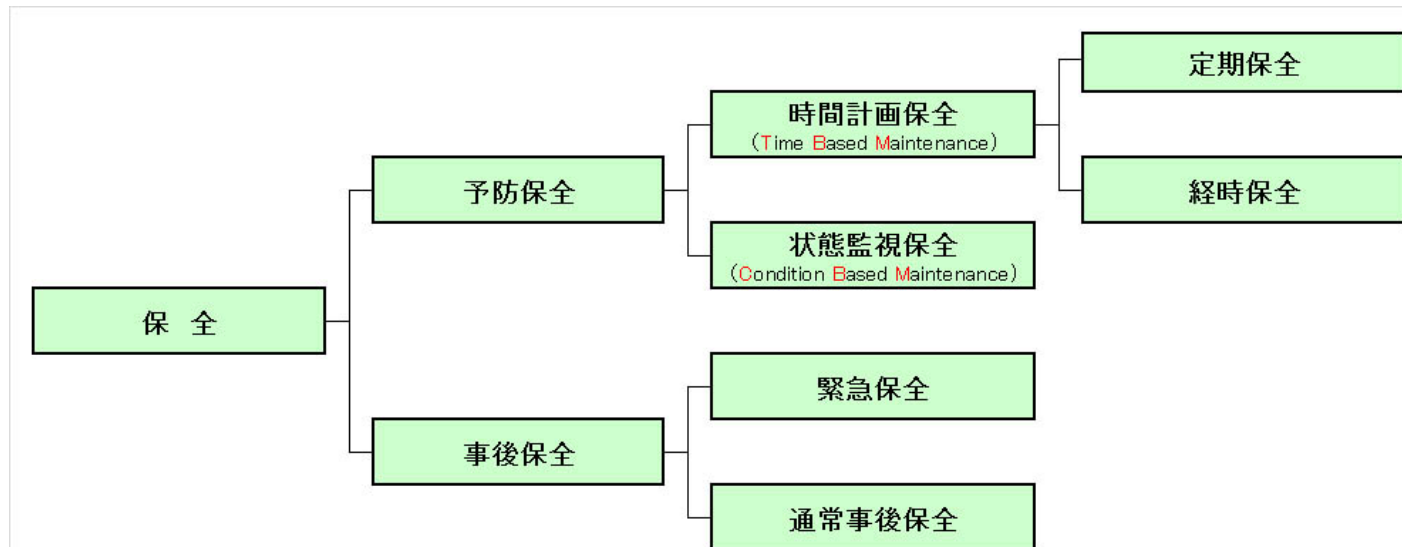 定期保全
時間計画保全
(Time Based Maintenance)
予防保全
経時保全
状態監視保全
(Condition Based Maintenance)
保 全
緊急保全
事後保全
通常事後保全